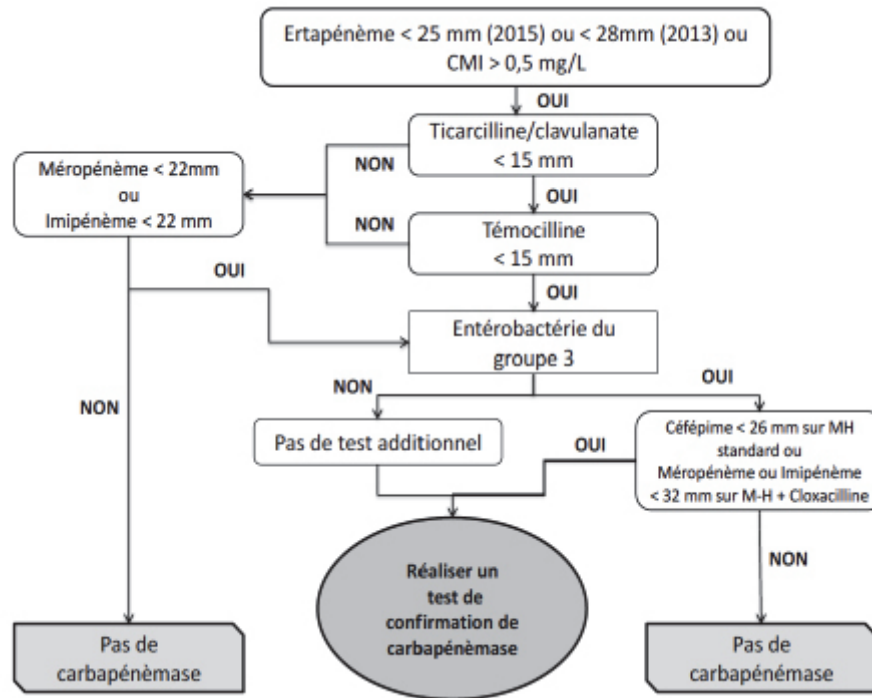 Ertapénème < 25 mm (2015) ou < 28mm (2013) ou
CMI > 0,5 mg/L
OUI
Ticarcilline/clavulanate
< 15 mm
NON
Méropénème < 22mm
ou
Imipénème < 22 mm
OUI
NON
Témocilline
< 15 mm
OUI
OUI
Entérobactérie du
groupe 3
NON
OUI
NON
Pas de test additionnel
OUI
Céfépime < 26 mm sur MH
standard ou
Méropénème ou Imipénème
< 32 mm sur M-H + Cloxacilline
Réaliser un
test de
confirmation de
carbapénèmase
NON
Pas de
carbapénèmase
Pas de
carbapénémase